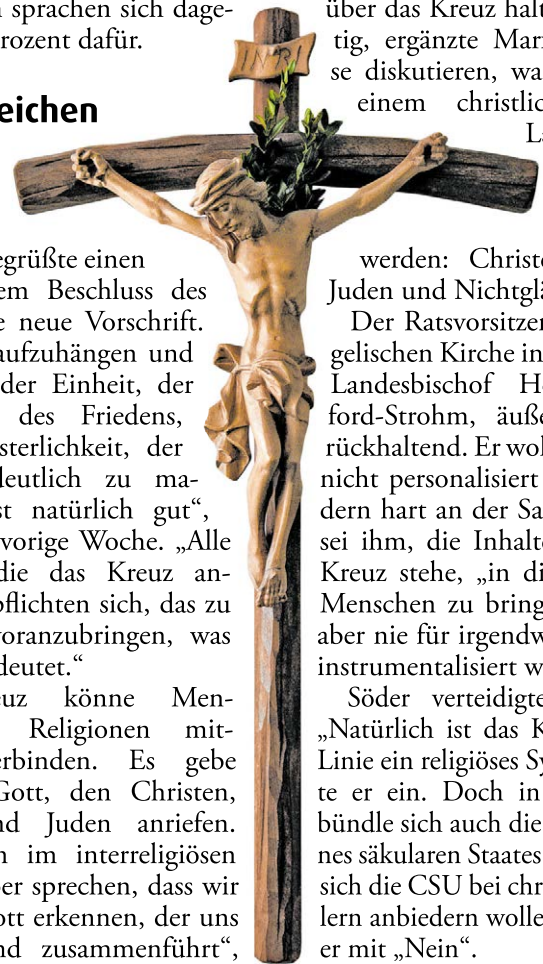 n sprachen sich dage-
rozent dafür.
eichen
egrüßte einen
em Beschluss des
e neue Vorschrift.
aufzuhängen und
der Einheit, der
des Friedens,
sterlichkeit, der
deutlich zu ma-
st natürlich gut“,
vorige Woche. „Alle
die das Kreuz an-
pflichten sich, das zu
voranzubringen, was
deutet.“
euz könne Men-
Religionen mit-
erbinden. Es gebe
Gott, den Christen,
nd Juden anriefen.
n im interreligiösen
ber sprechen, dass wir
ott erkennen, der uns
nd zusammenführt“,
INRI
über das Kreuz halt
tig, ergänzte Mar
se diskutieren, wa
einem christlic
La
werden: Christe
Juden und Nichtglä
Der Ratsvorsitzen
gelischen Kirche in
Landesbischof He
ford-Strohm, äuße
rückhaltend. Er wol
nicht personalisiert
dern hart an der Sa
sei ihm, die Inhalte
Kreuz stehe, „in di
Menschen zu bring
aber nie für irgendw
instrumentalisiert w
Söder verteidigte
„Natürlich ist das K
Linie ein religiöses Sy
te er ein. Doch in
bündle sich auch die
nes säkularen Staates
sich die CSU bei chr
lern anbiedern wolle
er mit „Nein“.